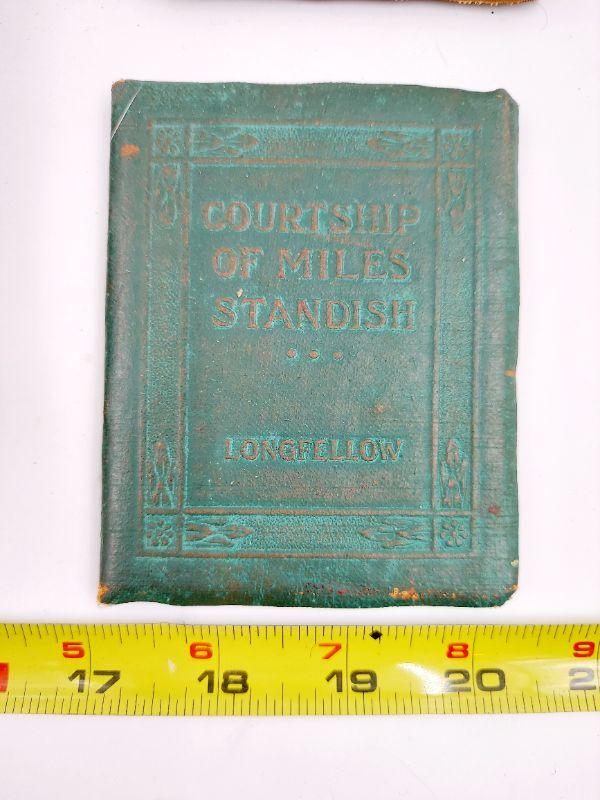 COURTSHIP
OF MILES
STANDISH
LONGFELLOW
5 6 7 8 9
17 18 19 20